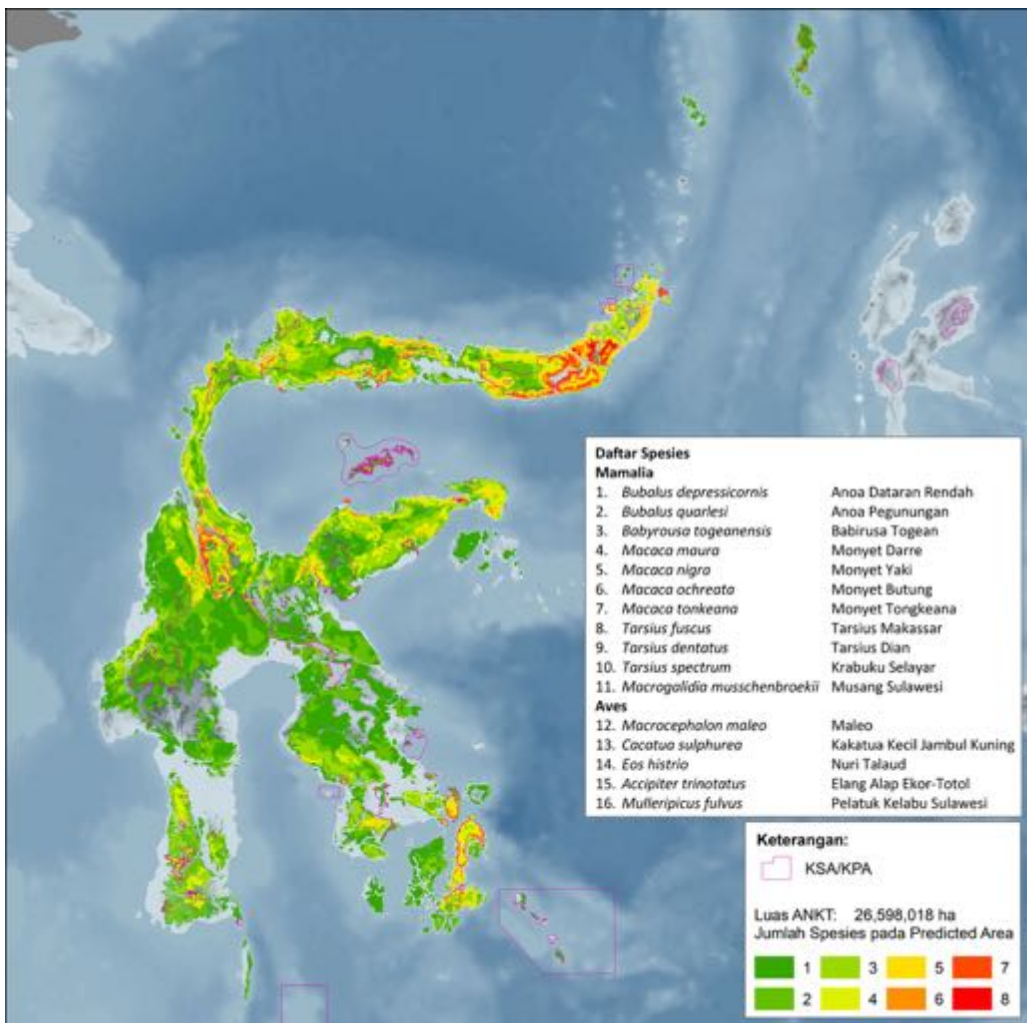 Daftar Spesies
Mamalia
1. Bubalus depressicornis Anoa Dataran Rendah
2. Bubalus quarlesi Anoa Pegunungan
3. Babyrousa togeanensis Babirusa Togean
4. Macaca maura Monyet Darre
5. Macaca nigra Monyet Yaki
6. Macaca ochreata Monyet Butung
7. Macaca tonkeana Monyet Tongkeana
8. Tarsius fuscus Tarsius Makassar
9. Tarsius dentatus Tarsius Dian
10. Tarsius spectrum Krabuku Selayar
11. Macrogalidia musschenbroekii Musang Sulawesi
Aves
12. Macrocephalon maleo Maleo
13. Cacatua sulphurea Kakatua Kecil Jambul Kuning
14. Eos histrio Nuri Talaud
15. Accipiter trinotatus Elang Alap Ekor-Totol
16. Mulleripicus fulvus Pelatuk Kelabu Sulawesi
Keterangan:
KSA/KPA
Luas ANKT: 26,598,018 ha
Jumlah Spesies pada Predicted Area
1 3 5 7
2 4 6 8